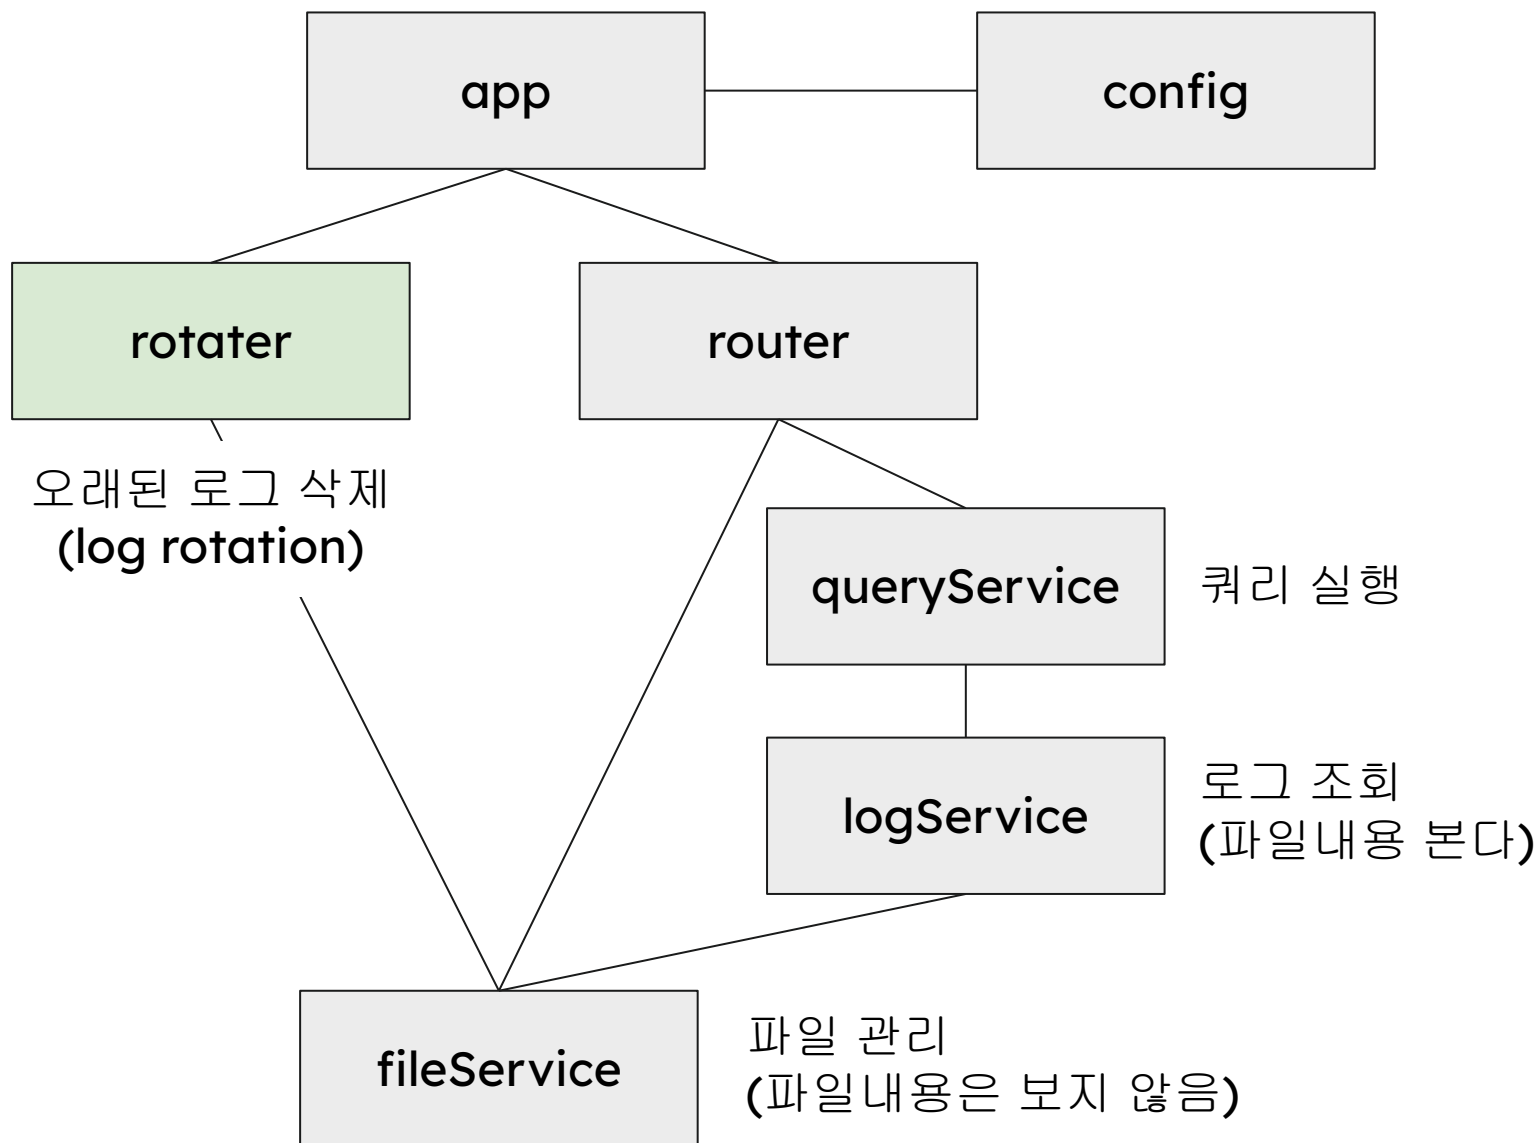 app
config
rotater
router
오래된 로그 삭제
(log rotation)
queryService
쿼리 실행
logService
로그 조회
(파일내용 본다)
fileService
파일 관리
(파일내용은 보지 않음)